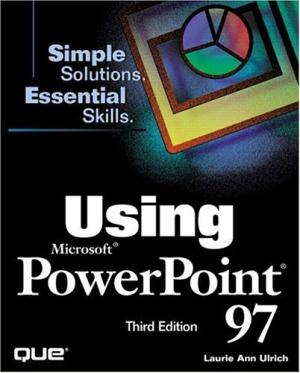 Simple
Solutions.
Essential
Skills.
Using
Microsoft®
PowerPoint® 97
Third Edition
que®
Laurie Ann Ulrich